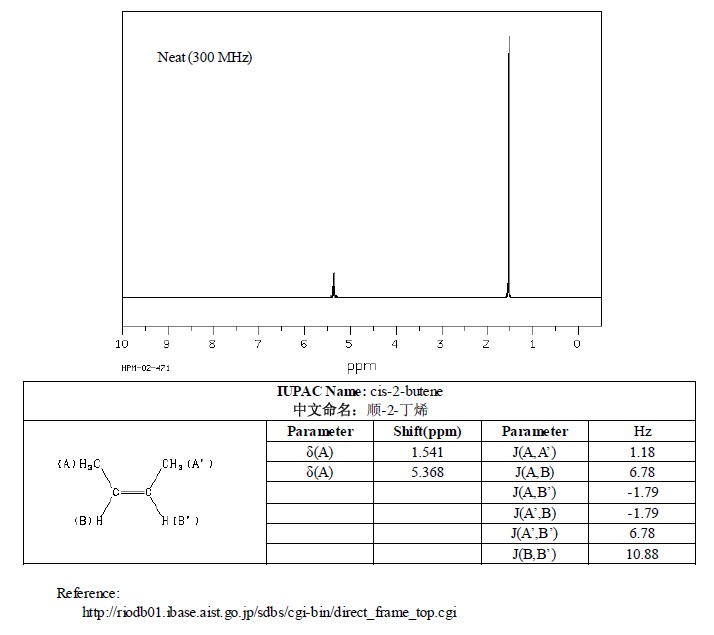 Neat (300 MHz)
10 9 8 7 6 5 4 3 2 1 0
HPM-02-471
ppm
IUPAC Name: cis-2-butene
中文命名：顺-2-丁烯
Parameter Shift(ppm) Parameter Hz
δ(A) 1.541 J(A,A’) 1.18
δ(A) 5.368 J(A,B) 6.78
J(A,B’) -1.79
J(A’,B) -1.79
J(A’,B’) 6.78
J(B,B’) 10.88
(A)H₃C CH₃(A')
C C
(B)H H(B')
Reference:
http://riodb01.ibase.aist.go.jp/sdbs/cgi-bin/direct_frame_top.cgi